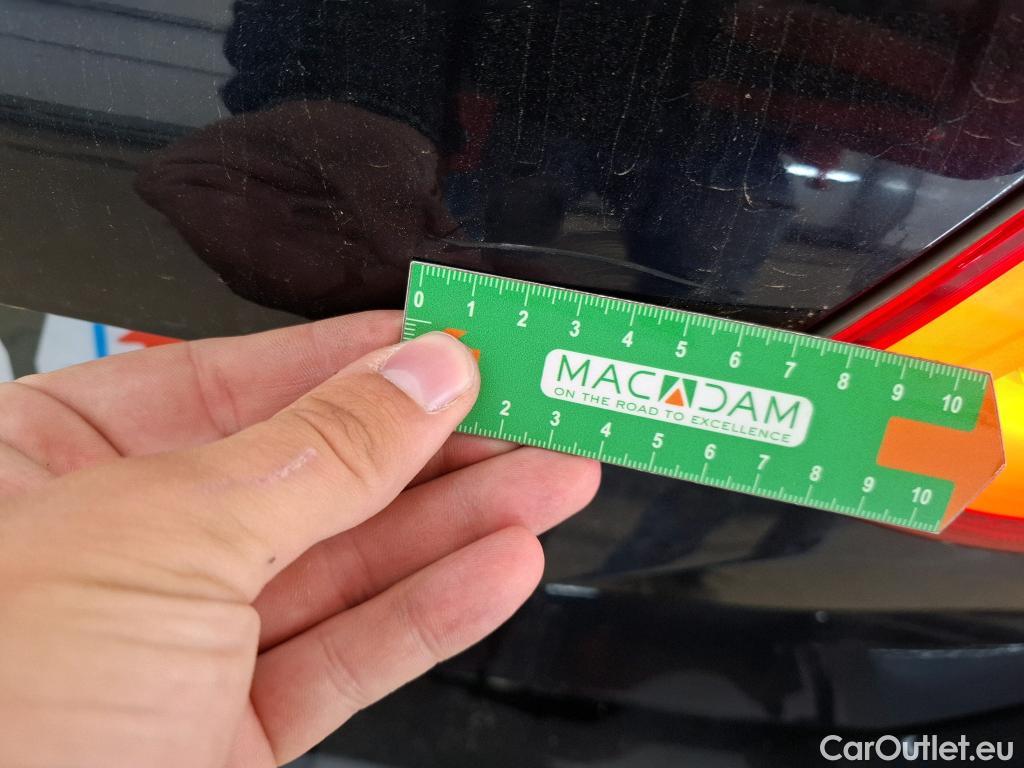 0 1 2 3 4 5 6 7 8 9 10
MACADAM
ON THE ROAD TO EXCELLENCE
2 3 4 5 6 7 8 9 10
CarOutlet.eu